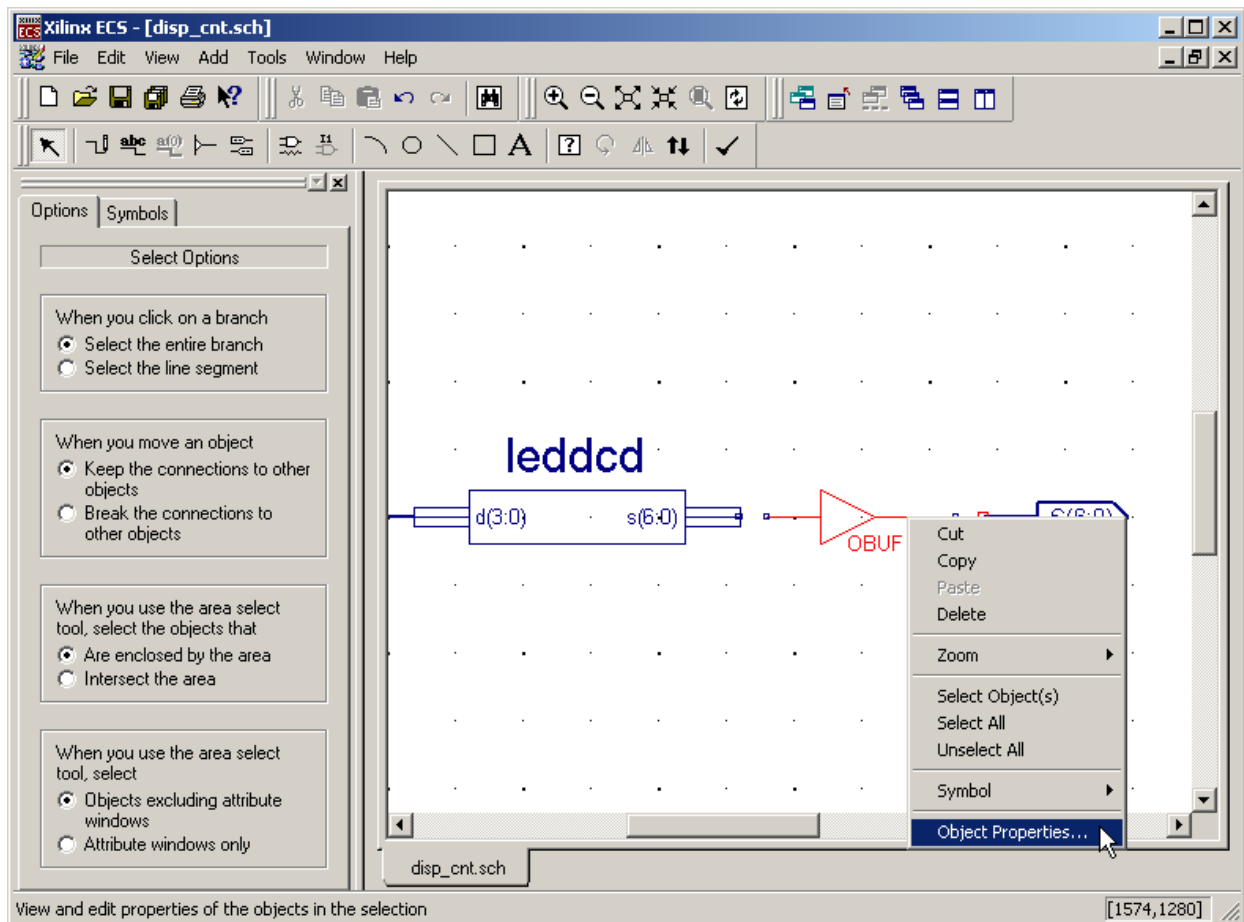 Xilinx ECS - [disp_cnt.sch]
File Edit View Add Tools Window Help
Options Symbols
Select Options
When you click on a branch
Select the entire branch
Select the line segment
When you move an object
Keep the connections to other
objects
Break the connections to
other objects
When you use the area select
tool, select the objects that
Are enclosed by the area
Intersect the area
When you use the area select
tool, select
Objects excluding attribute
windows
Attribute windows only
leddcd
d(3:0) s(6:0)
OBUF
S(6:0)
Cut
Copy
Paste
Delete
Zoom
Select Object(s)
Select All
Unselect All
Symbol
Object Properties...
disp_cnt.sch
View and edit properties of the objects in the selection [1574,1280]